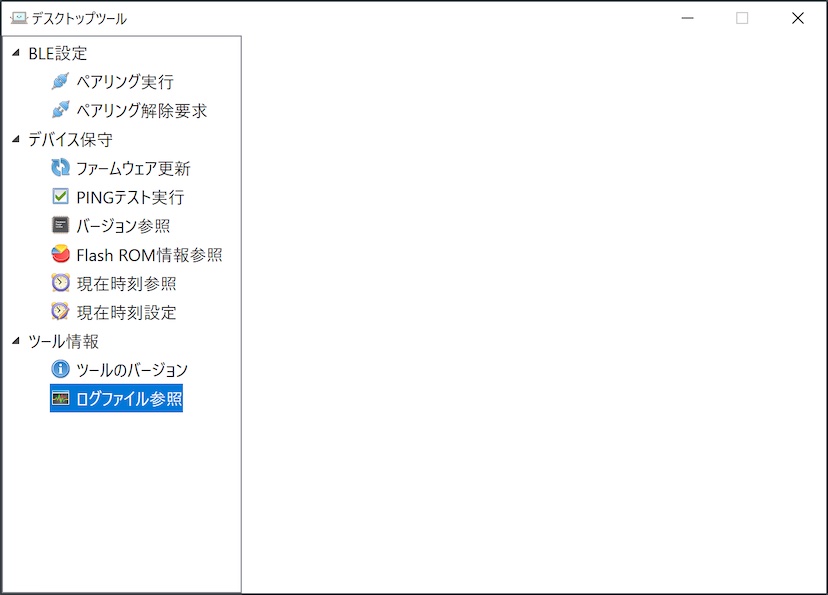 デスクトップツール
BLE設定
ペアリング実行
ペアリング解除要求
デバイス保守
ファームウェア更新
PINGテスト実行
バージョン参照
Flash ROM情報参照
現在時刻参照
現在時刻設定
ツール情報
ツールのバージョン
ログファイル参照